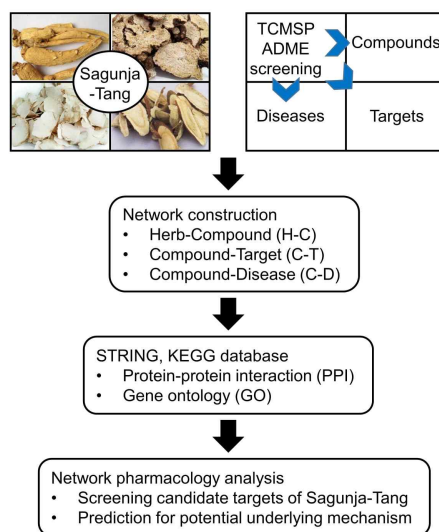 Sagunja
-Tang
TCMSP
ADME
screening
Compounds
Diseases
Targets
Network construction
• Herb-Compound (H-C)
• Compound-Target (C-T)
• Compound-Disease (C-D)
STRING, KEGG database
• Protein-protein interaction (PPI)
• Gene ontology (GO)
Network pharmacology analysis
• Screening candidate targets of Sagunja-Tang
• Prediction for potential underlying mechanism